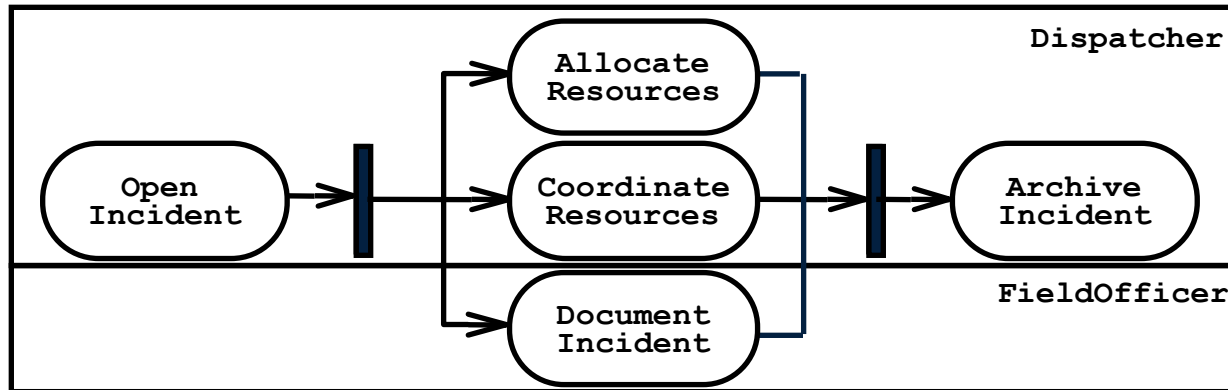 Dispatcher
Allocate
Resources
Open
Incident
Coordinate
Resources
Archive
Incident
FieldOfficer
Document
Incident